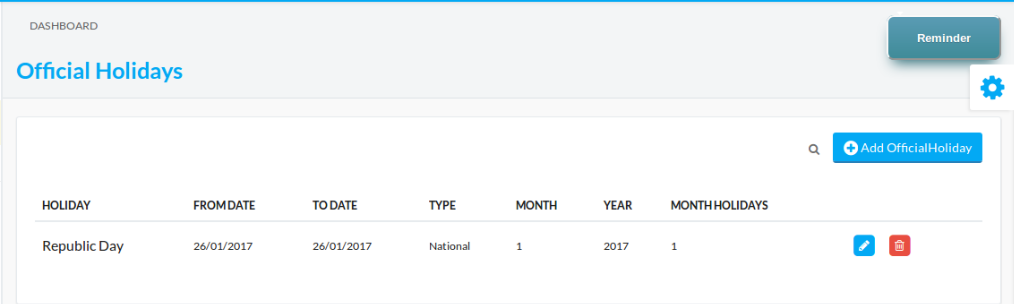 DASHBOARD
Reminder
Official Holidays
Add OfficialHoliday
HOLIDAY FROM DATE TO DATE TYPE MONTH YEAR MONTH HOLIDAYS
Republic Day 26/01/2017 26/01/2017 National 1 2017 1